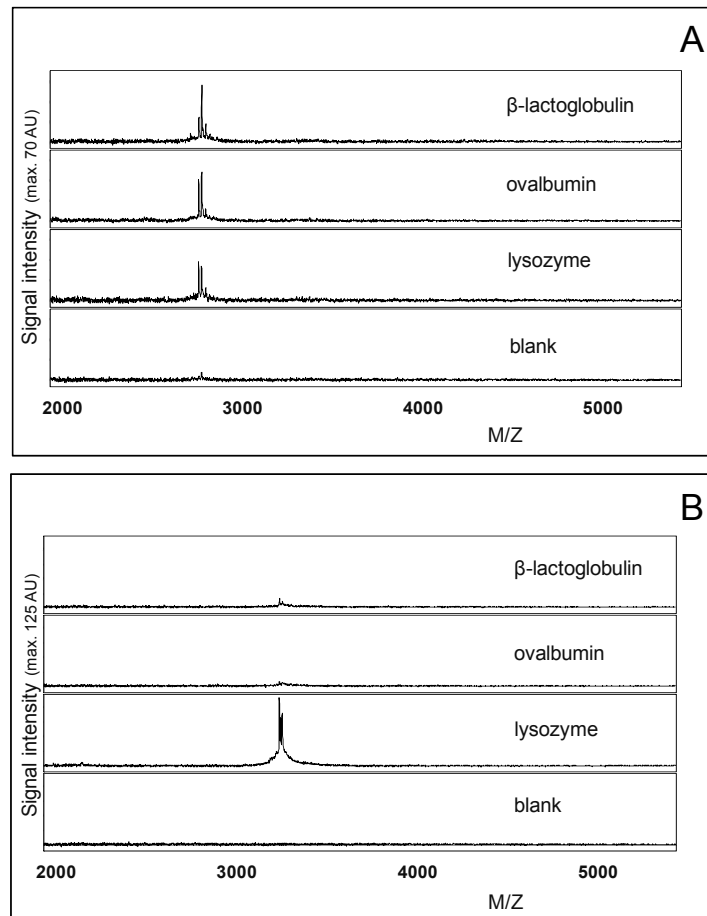 A
β-lactoglobulin
ovalbumin
lysozyme
blank
Signal intensity (max. 70 AU)
2000 3000 4000 5000
M/Z
B
β-lactoglobulin
ovalbumin
lysozyme
blank
Signal intensity (max. 125 AU)
2000 3000 4000 5000
M/Z